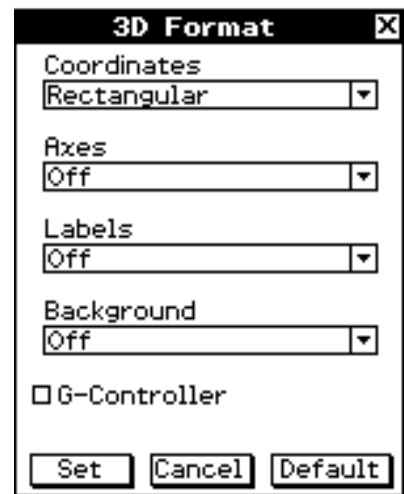 3D Format
Coordinates
Rectangular
Axes
Off
Labels
Off
Background
Off
G-Controller
Set Cancel Default